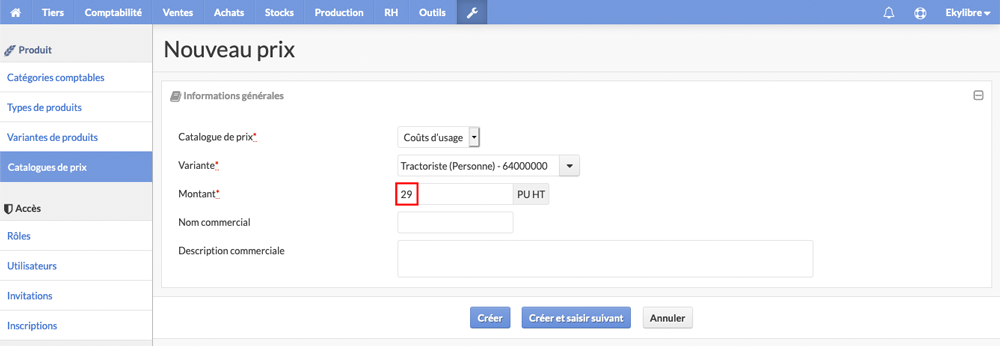 Tiers Comptabilité Ventes Achats Stocks Production RH Outils Ekylibre
Produit
Catégories comptables
Types de produits
Variantes de produits
Catalogues de prix
Accès
Rôles
Utilisateurs
Invitations
Inscriptions
Nouveau prix
Informations générales
Catalogue de prix* Coûts d'usage
Variante* Tractoriste (Personne) - 64000000
Montant* 29 PU HT
Nom commercial
Description commerciale
Créer Créer et saisir suivant Annuler